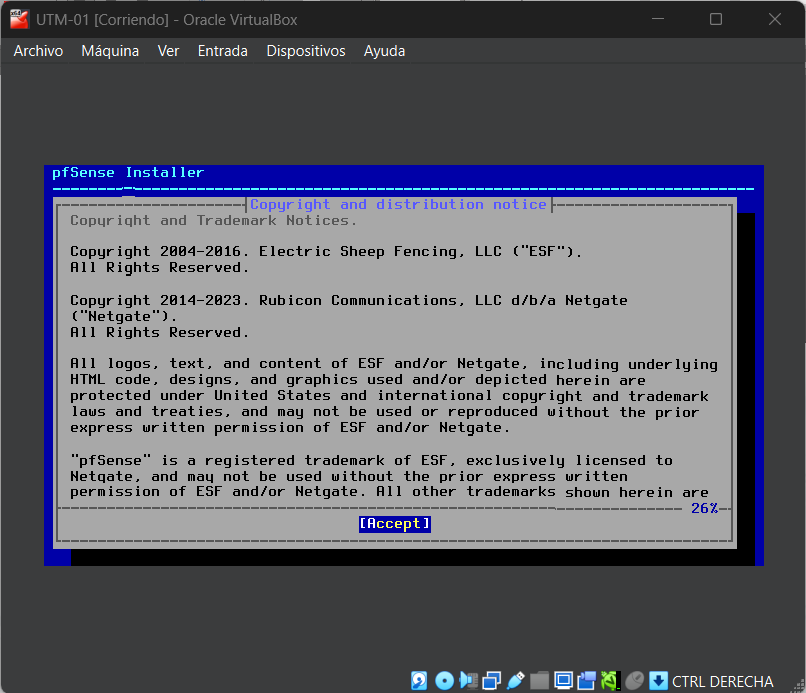 UTM-01 [Corriendo] - Oracle VirtualBox
Archivo Máquina Ver Entrada Dispositivos Ayuda
pfSense Installer
Copyright and distribution notice
Copyright and Trademark Notices.
Copyright 2004-2016. Electric Sheep Fencing, LLC ("ESF").
All Rights Reserved.
Copyright 2014-2023. Rubicon Communications, LLC d/b/a Netgate
("Netgate").
All Rights Reserved.
All logos, text, and content of ESF and/or Netgate, including underlying
HTML code, designs, and graphics used and/or depicted herein are
protected under United States and international copyright and trademark
laws and treaties, and may not be used or reproduced without the prior
express written permission of ESF and/or Netgate.
"pfSense" is a registered trademark of ESF, exclusively licensed to
Netgate, and may not be used without the prior express written
permission of ESF and/or Netgate. All other trademarks shown herein are
26%
[Accept]
CTRL DERECHA